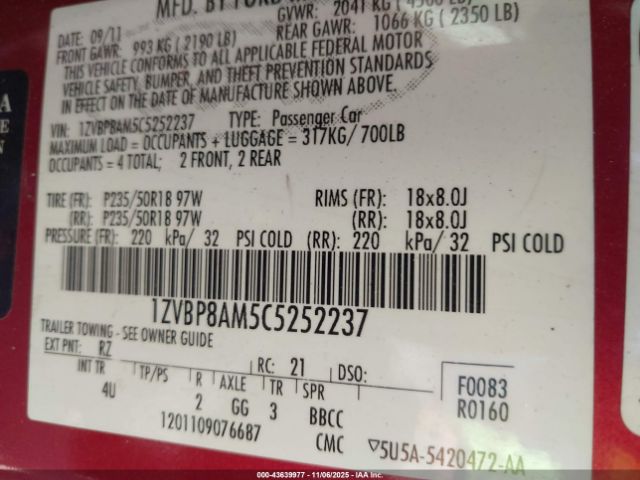 MFD. BY FORD
DATE: 09/11 GVWR: 2041 KG
FRONT GAWR: 993 KG (2190 LB) REAR GAWR: 1066 KG (2350 LB)
THIS VEHICLE CONFORMS TO ALL APPLICABLE FEDERAL MOTOR
VEHICLE SAFETY, BUMPER, AND THEFT PREVENTION STANDARDS
IN EFFECT ON THE DATE OF MANUFACTURE SHOWN ABOVE.
VIN: 1ZVBP8AM5C5252237 TYPE: Passenger Car
MAXIMUM LOAD = OCCUPANTS + LUGGAGE = 317KG/ 700LB
OCCUPANTS = 4 TOTAL; 2 FRONT, 2 REAR
TIRE (FR): P235/50R18 97W RIMS (FR): 18x8.0J
(RR): P235/50R18 97W (RR): 18x8.0J
PRESSURE (FR): 220 kPa/ 32 PSI COLD (RR): 220 kPa/ 32 PSI COLD
1ZVBP8AM5C5252237
TRAILER TOWING - SEE OWNER GUIDE
EXT PNT: RZ RC: 21 DSO:
INT TR TP/PS R AXLE TR SPR
4U 2 GG 3 BBCC
1201109076687 CMC
F0083
R0160
▽5U5A-5420472-AA
A
E
N
Stock #: 43639977 - 11/06/2025 - IAA Inc.